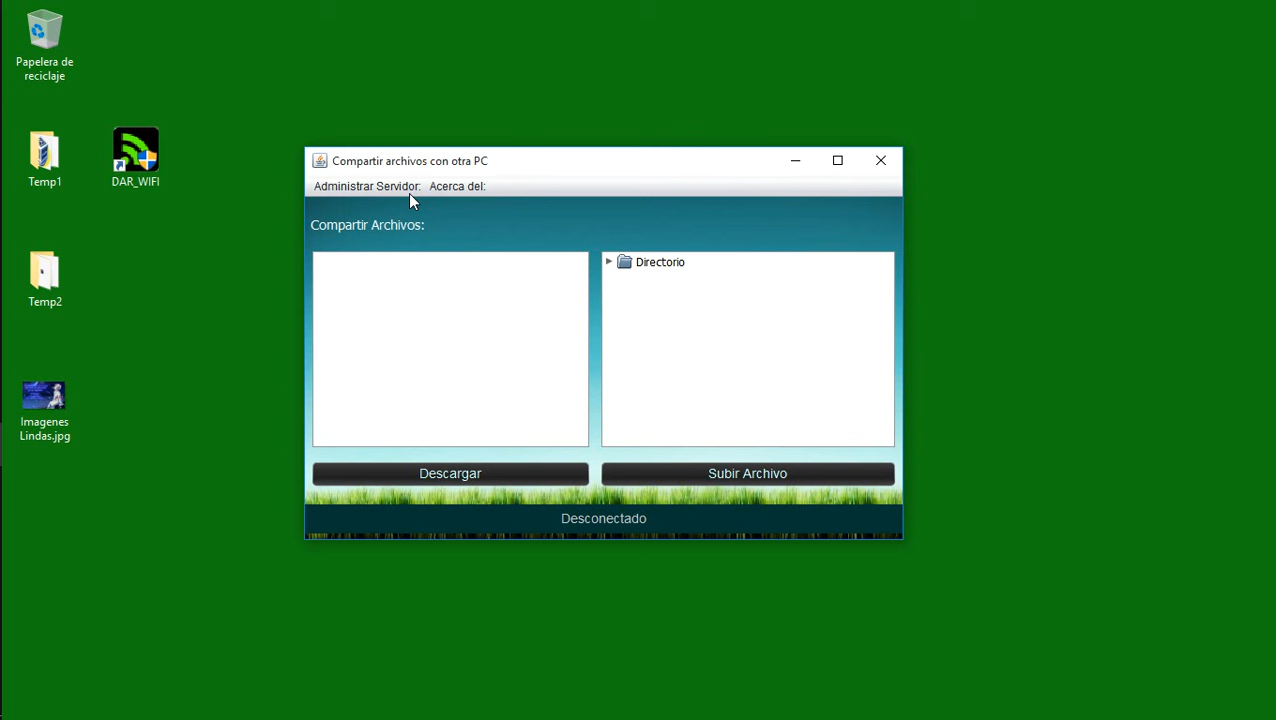 Papelera de
reciclaje
Temp1
DAR_WIFI
Temp2
Imagenes
Lindas.jpg
Compartir archivos con otra PC
Administrar Servidor: Acerca del:
Compartir Archivos:
Directorio
Descargar
Subir Archivo
Desconectado